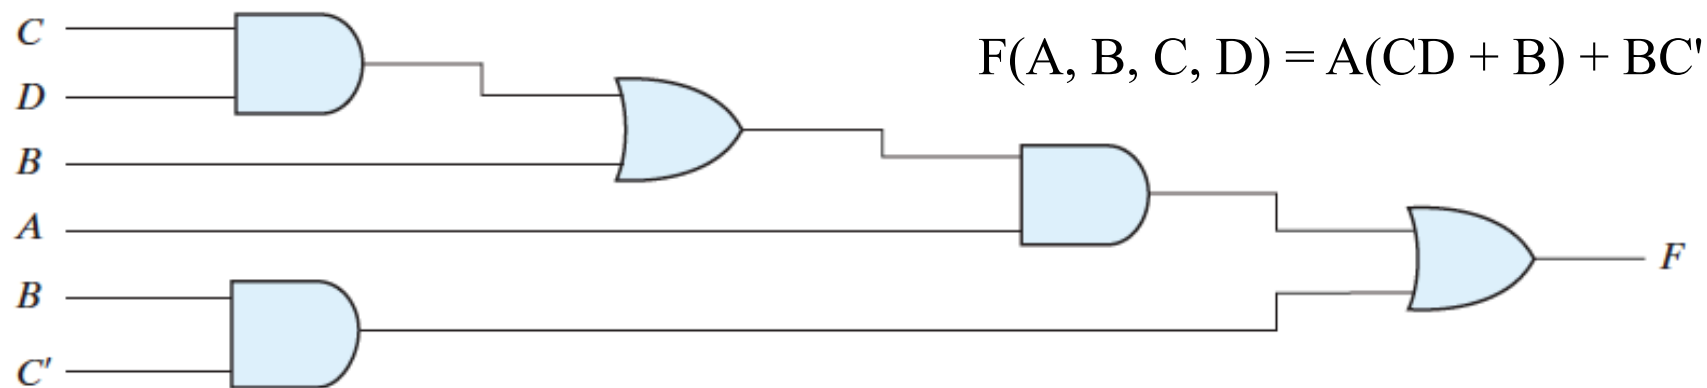 C
F(A, B, C, D) = A(CD + B) + BC'
D
B
A
F
B
C'